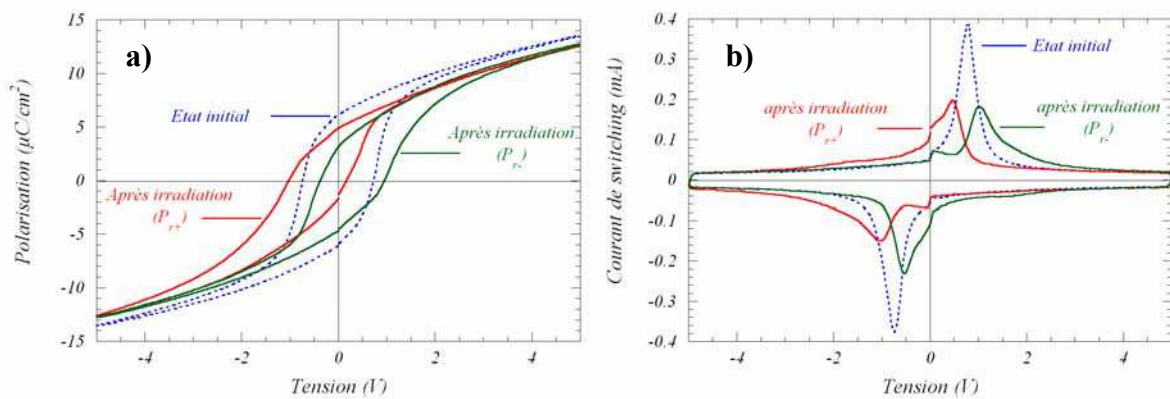 a)
Polarisation (µC/cm²)
15
10
5
0
-5
-10
-15
Etat initial
Après irradiation
(Pr-)
Après irradiation
(Pr+)
-4
-2
0
2
4
Tension (V)
b)
Courant de switching (mA)
0.4
0.3
0.2
0.1
0
-0.1
-0.2
-0.3
-0.4
Etat initial
après irradiation
(Pr+)
après irradiation
(Pr-)
-4
-2
0
2
4
Tension (V)